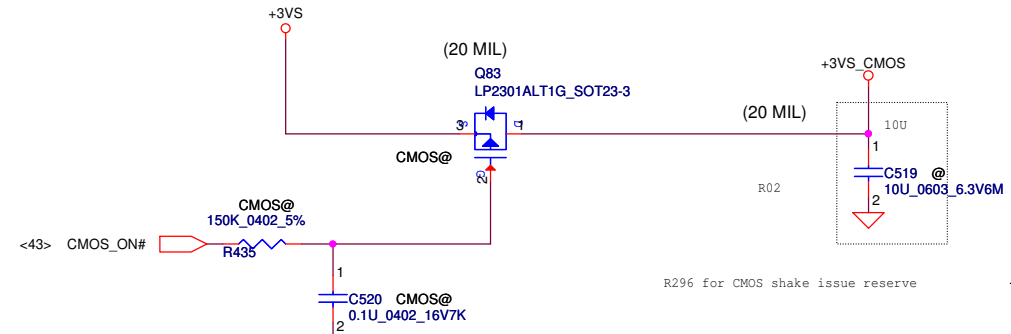 +3VS
(20 MIL)
Q83
LP2301ALT1G_SOT23-3
+3VS_CMOS
(20 MIL)
10U
3
S
D
1
CMOS@
G
2
1
C519 @
10U_0603_6.3V6M
2
R02
CMOS@
150K_0402_5%
<43> CMOS_ON#
R435
1
C520 CMOS@
0.1U_0402_16V7K
2
R296 for CMOS shake issue reserve